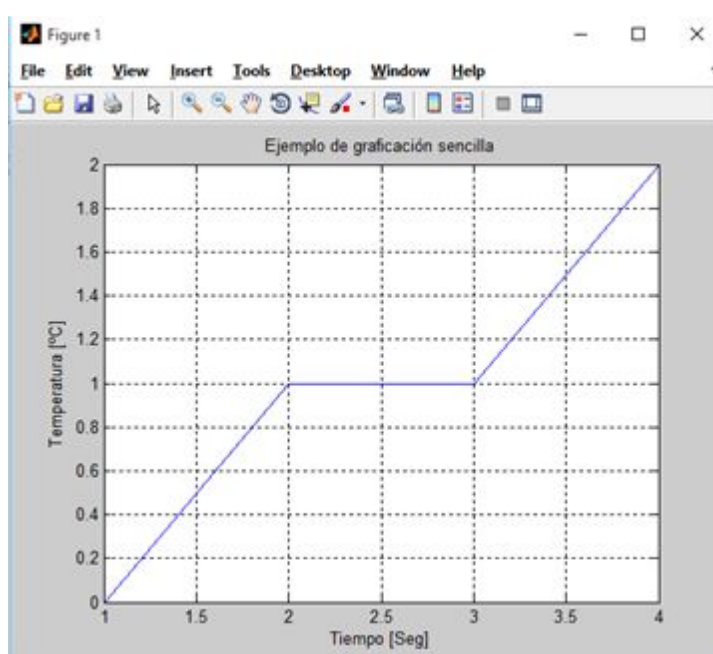 Figure 1
File Edit View Insert Tools Desktop Window Help
Ejemplo de graficación sencilla
2
1.8
1.6
1.4
1.2
1
0.8
0.6
0.4
0.2
0
Temperatura [ºC]
1 1.5 2 2.5 3 3.5 4
Tiempo [Seg]